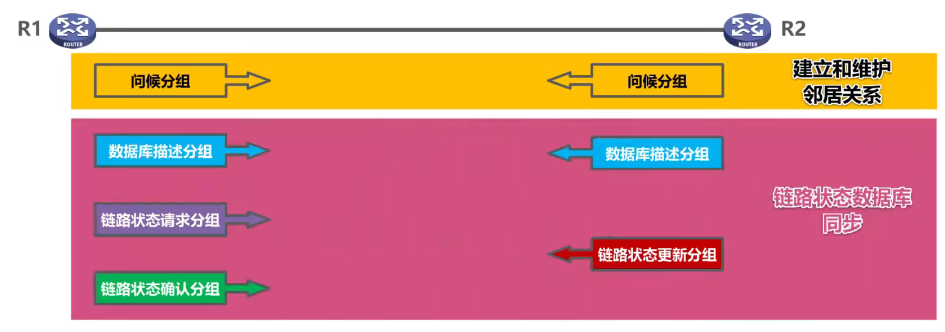 R1
ROUTER
ROUTER
R2
问候分组
问候分组
建立和维护
邻居关系
数据库描述分组
数据库描述分组
链路状态请求分组
链路状态数据库
同步
链路状态更新分组
链路状态确认分组